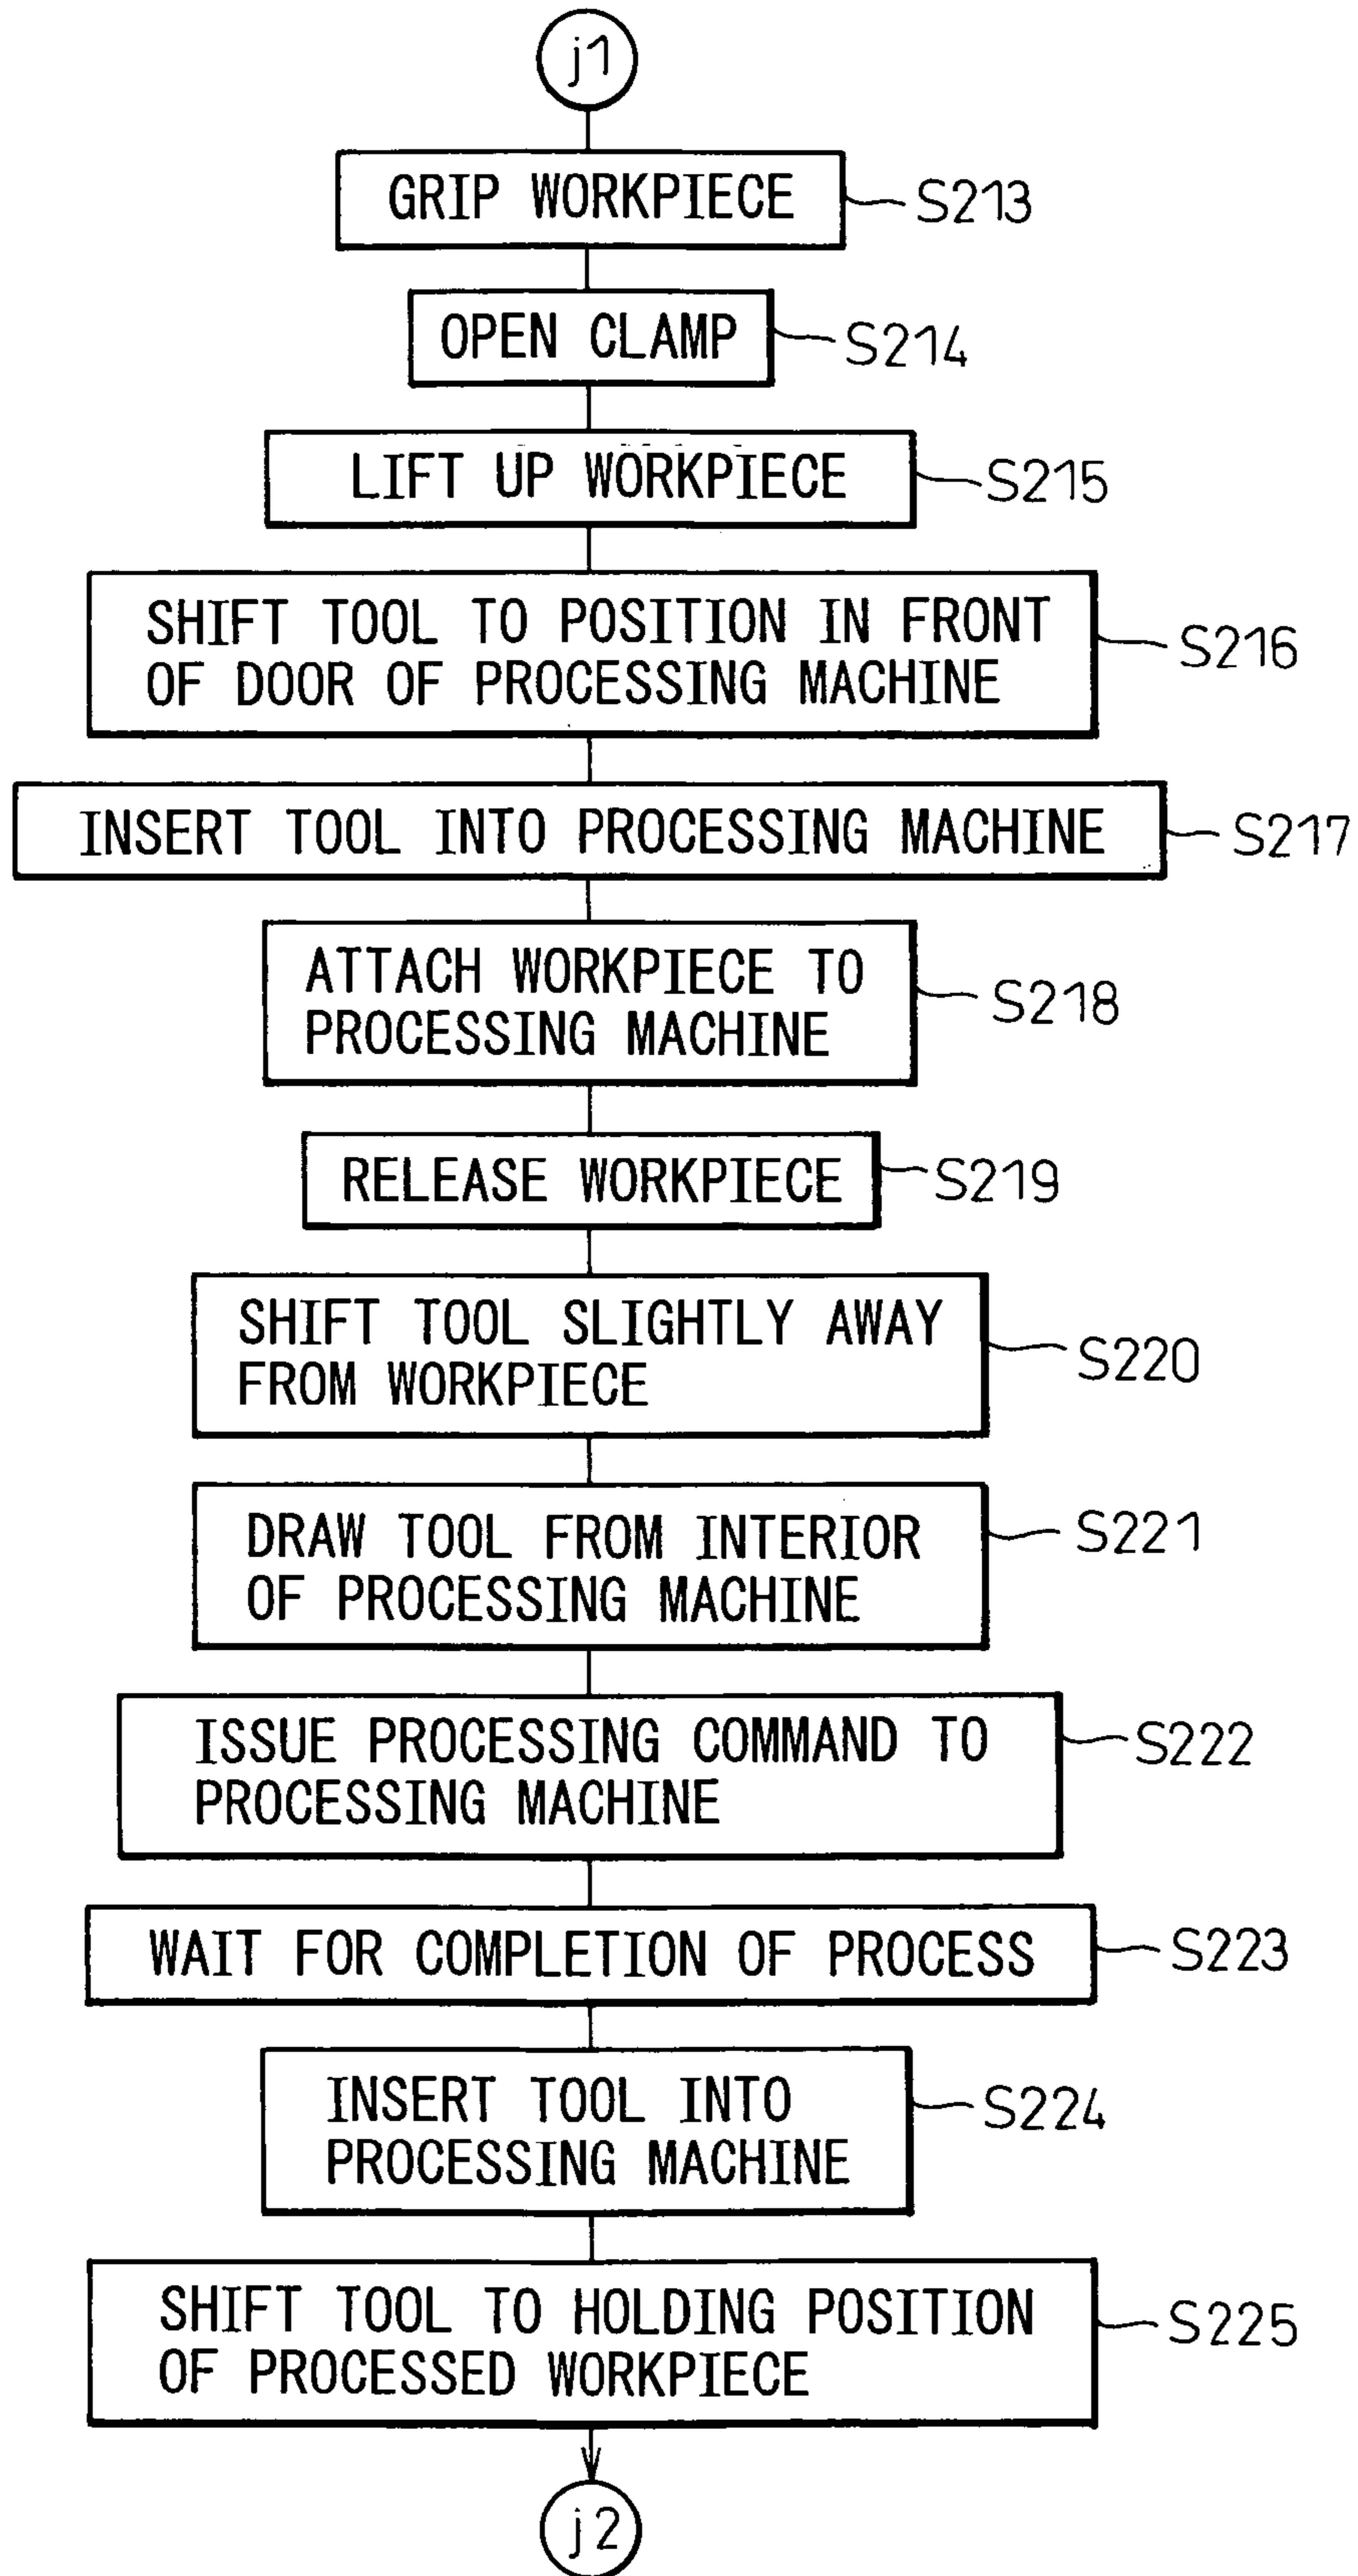 j1
GRIP WORKPIECE
S213
OPEN CLAMP
S214
LIFT UP WORKPIECE
S215
SHIFT TOOL TO POSITION IN FRONT
OF DOOR OF PROCESSING MACHINE
S216
INSERT TOOL INTO PROCESSING MACHINE
S217
ATTACH WORKPIECE TO
PROCESSING MACHINE
S218
RELEASE WORKPIECE
S219
SHIFT TOOL SLIGHTLY AWAY
FROM WORKPIECE
S220
DRAW TOOL FROM INTERIOR
OF PROCESSING MACHINE
S221
ISSUE PROCESSING COMMAND TO
PROCESSING MACHINE
S222
WAIT FOR COMPLETION OF PROCESS
S223
INSERT TOOL INTO
PROCESSING MACHINE
S224
SHIFT TOOL TO HOLDING POSITION
OF PROCESSED WORKPIECE
S225
j2